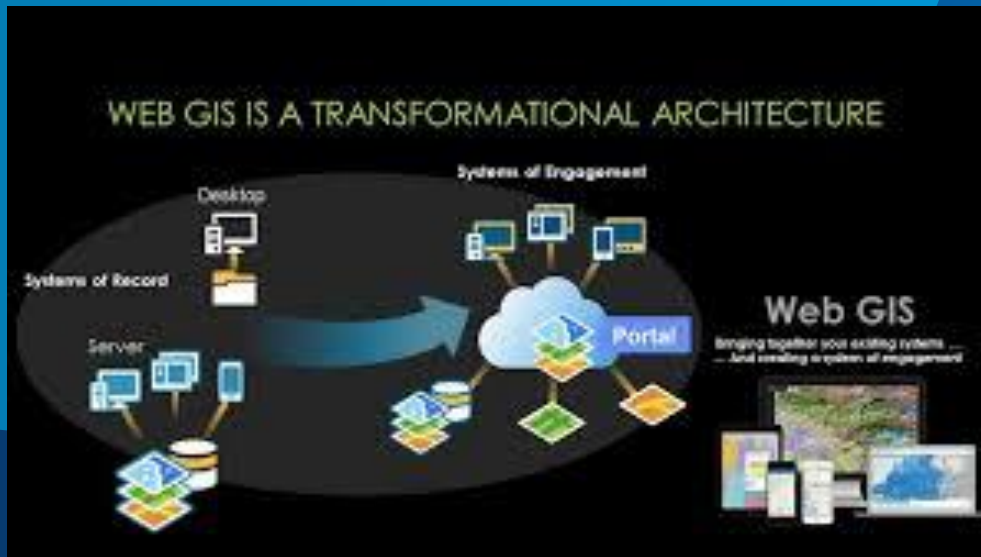 WEB GIS IS A TRANSFORMATIONAL ARCHITECTURE
Systems of Engagement
Desktop
Systems of Record
Server
Portal
Web GIS
Bringing together your existing systems ....
... And creating a system of engagement